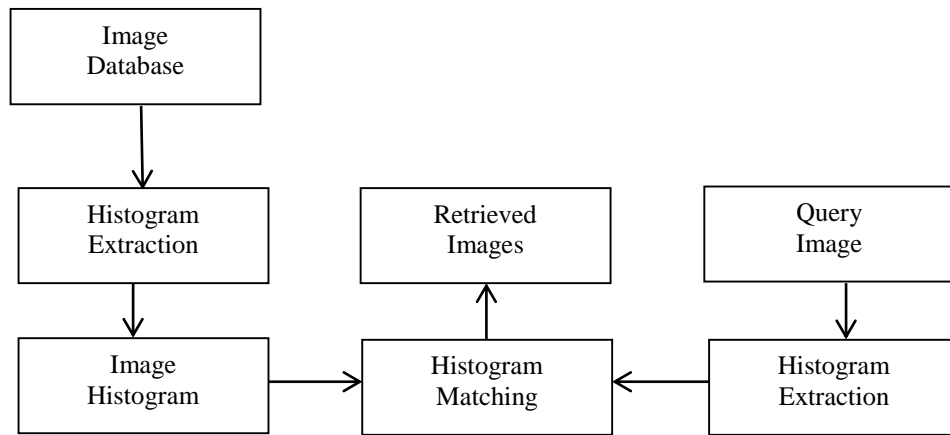 Image
Database
Histogram
Extraction
Retrieved
Images
Query
Image
Image
Histogram
Histogram
Matching
Histogram
Extraction